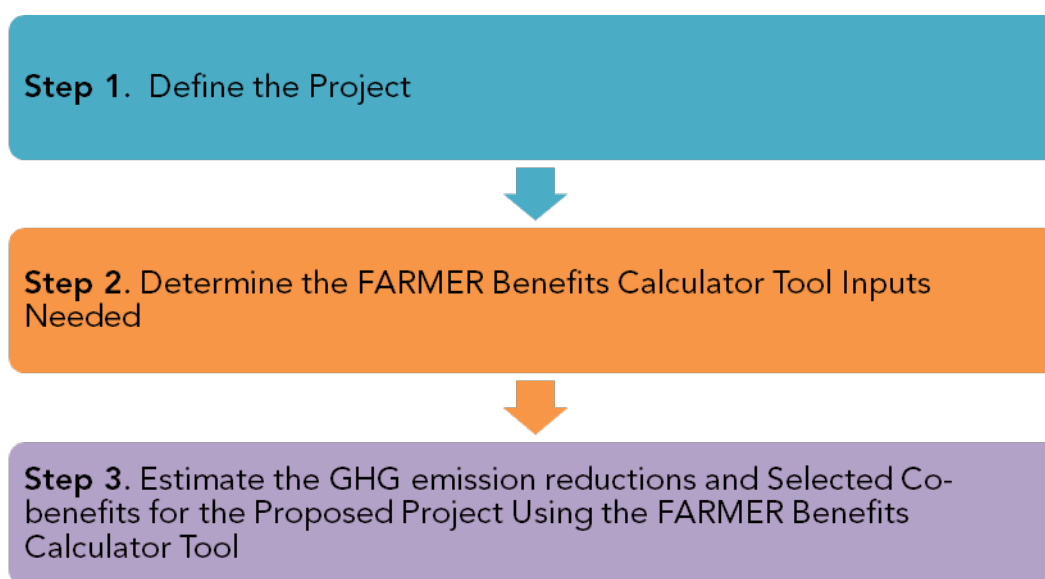 Step 1.  Define the Project
Step 2. Determine the FARMER Benefits Calculator Tool Inputs
Needed
Step 3. Estimate the GHG emission reductions and Selected Co-
benefits for the Proposed Project Using the FARMER Benefits
Calculator Tool